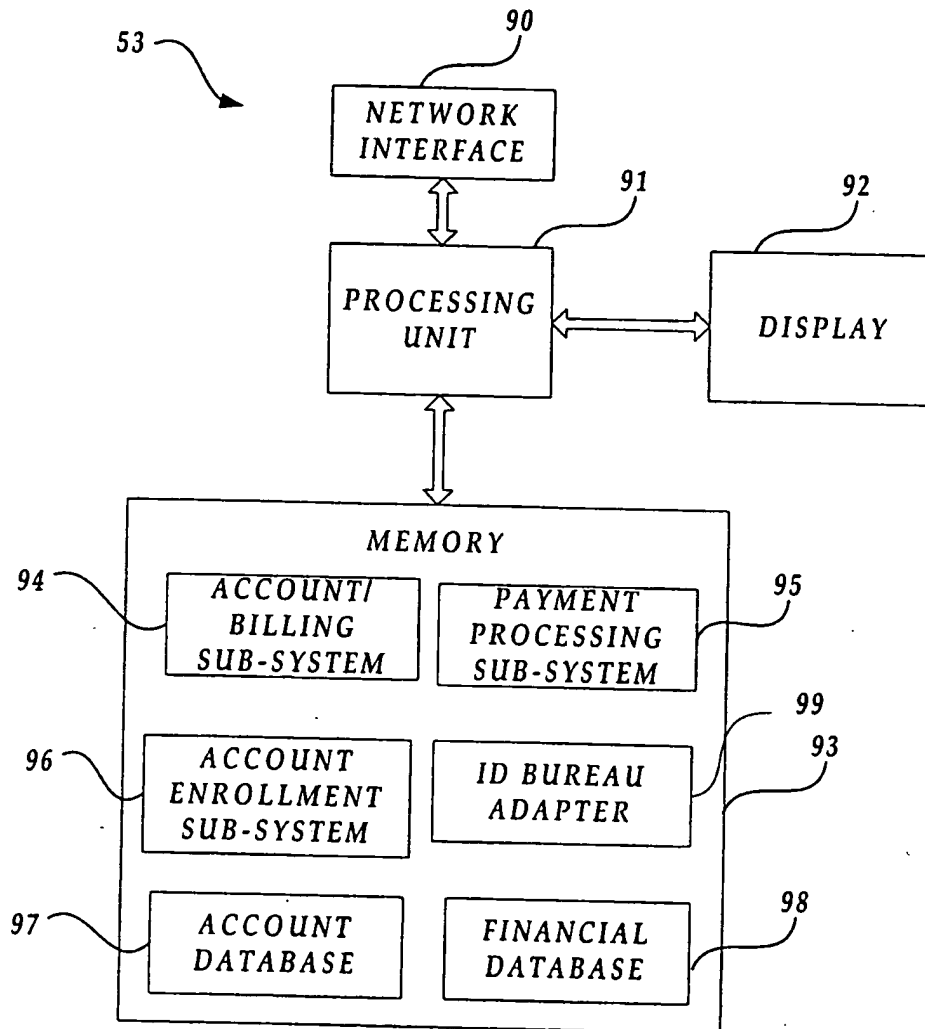 90
53
NETWORK
INTERFACE
91
92
PROCESSING
UNIT
DISPLAY
MEMORY
94
ACCOUNT/
BILLING
SUB-SYSTEM
PAYMENT
PROCESSING
SUB-SYSTEM
95
99
93
96
ACCOUNT
ENROLLMENT
SUB-SYSTEM
ID BUREAU
ADAPTER
97
ACCOUNT
DATABASE
FINANCIAL
DATABASE
98